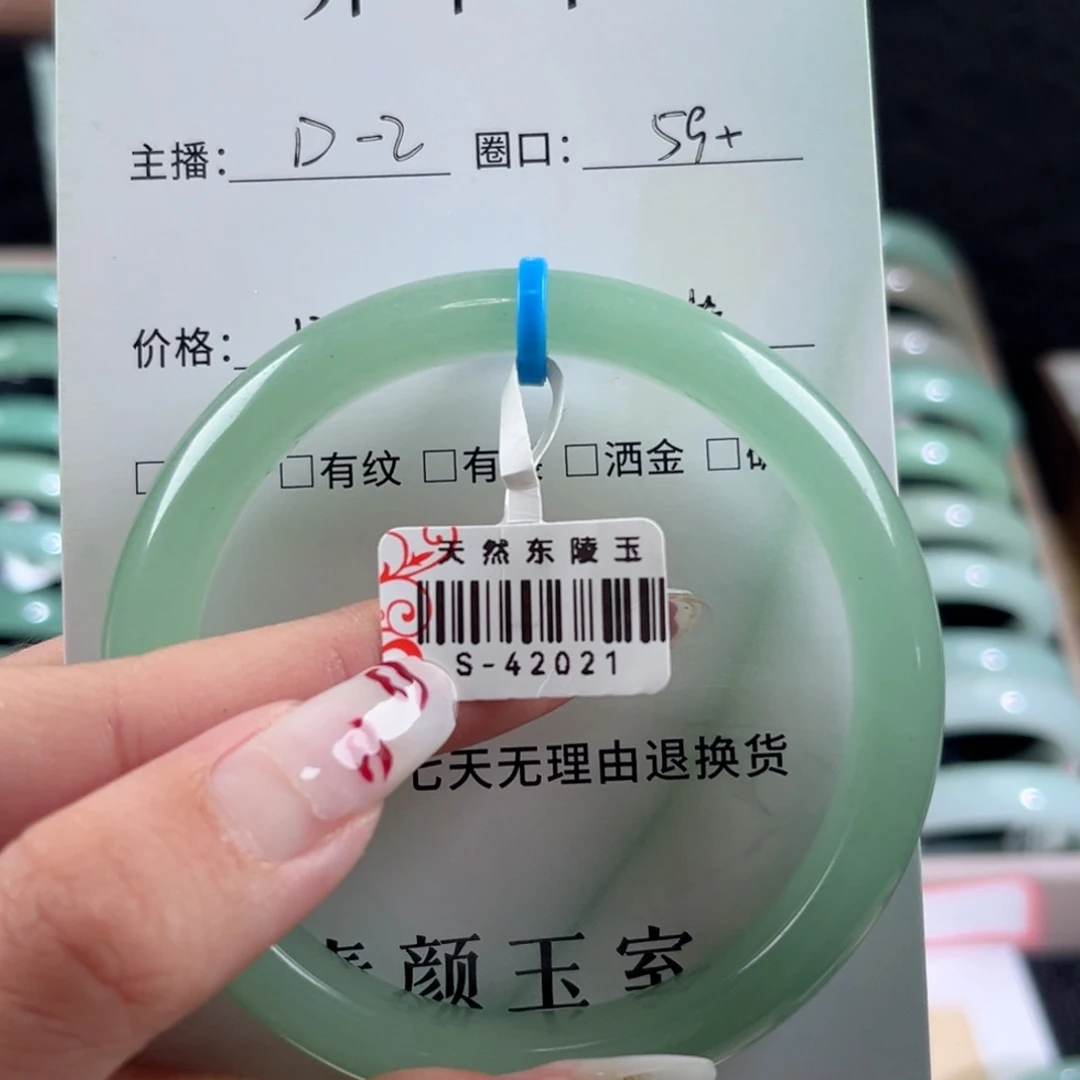 主播： D-2 圈口： 59+
价格：
□ □有纹 □有 □洒金 □
天然东陵玉
S-42021
七天无理由退换货
颜玉室